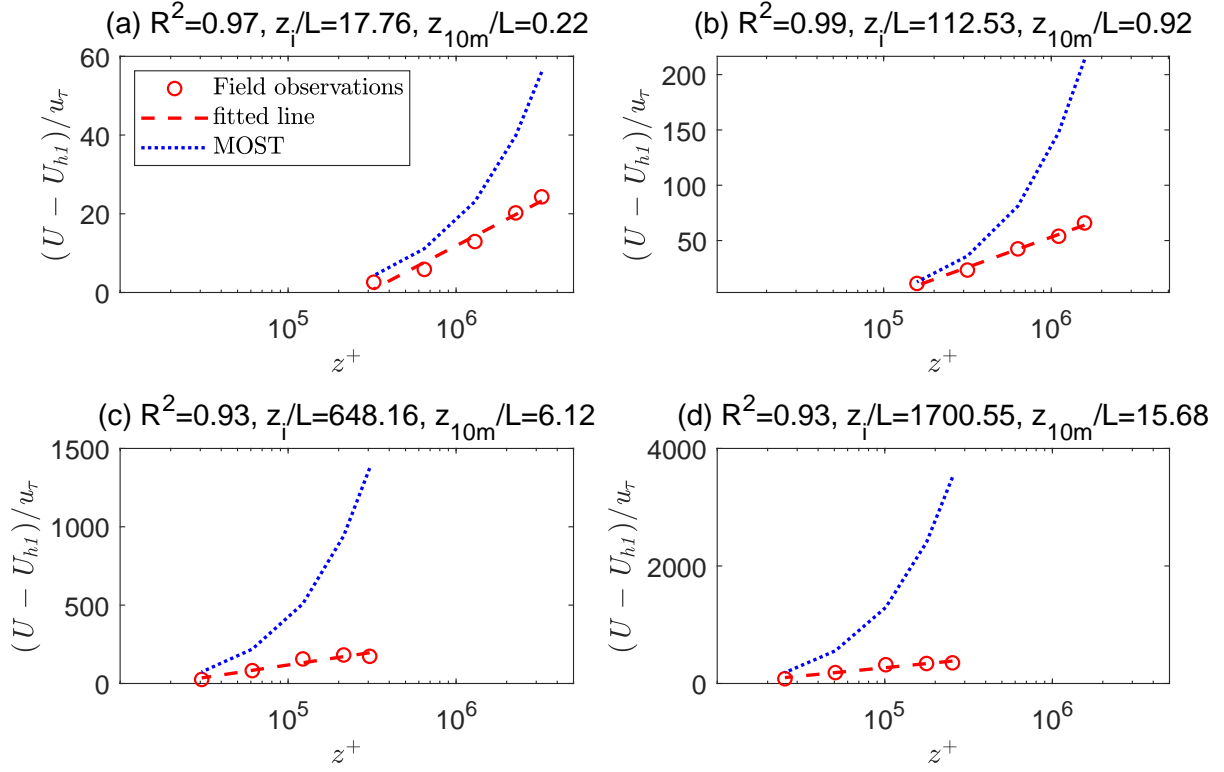 (a) R²=0.97, z_i/L=17.76, z_10m/L=0.22
60
40
20
0
(U − U_h1)/u_τ
Field observations
fitted line
MOST
10⁵
10⁶
z⁺
(b) R²=0.99, z_i/L=112.53, z_10m/L=0.92
200
150
100
50
(U − U_h1)/u_τ
10⁵
10⁶
z⁺
(c) R²=0.93, z_i/L=648.16, z_10m/L=6.12
1500
1000
500
0
(U − U_h1)/u_τ
10⁵
10⁶
z⁺
(d) R²=0.93, z_i/L=1700.55, z_10m/L=15.68
4000
2000
0
(U − U_h1)/u_τ
10⁵
10⁶
z⁺